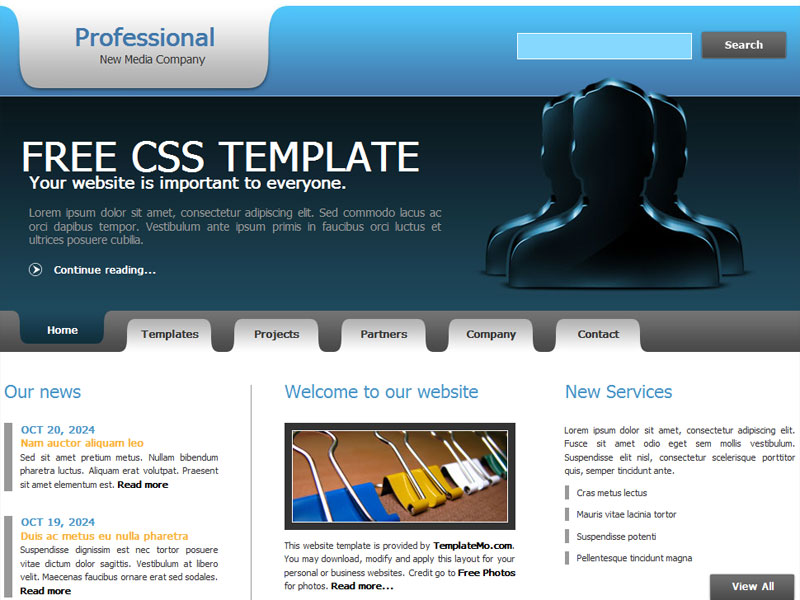 Professional
New Media Company
Search
FREE CSS TEMPLATE
Your website is important to everyone.
Lorem ipsum dolor sit amet, consectetur adipiscing elit. Sed commodo lacus ac
orci dapibus tempor. Vestibulum ante ipsum primis in faucibus orci luctus et
ultrices posuere cubilia.
Continue reading...
Home
Templates
Projects
Partners
Company
Contact
Our news
OCT 20, 2024
Nam auctor aliquam leo
Sed sit amet pretium metus. Nullam bibendum
pharetra luctus. Aliquam erat volutpat. Praesent
sit amet elementum est. Read more
OCT 19, 2024
Duis ac metus eu nulla pharetra
Suspendisse dignissim est nec tortor posuere
vitae dictum dolor sagittis. Vestibulum at libero
velit. Maecenas faucibus ornare erat sed sodales.
Read more
Welcome to our website
This website template is provided by TemplateMo.com.
You may download, modify and apply this layout for your
personal or business websites. Credit go to Free Photos
for photos. Read more...
New Services
Lorem ipsum dolor sit amet, consectetur adipiscing elit.
Fusce sit amet odio eget sem mollis vestibulum.
Suspendisse elit nisl, consectetur scelerisque porttitor
quis, semper tincidunt ante.
Cras metus lectus
Mauris vitae lacinia tortor
Suspendisse potenti
Pellentesque tincidunt magna
View All